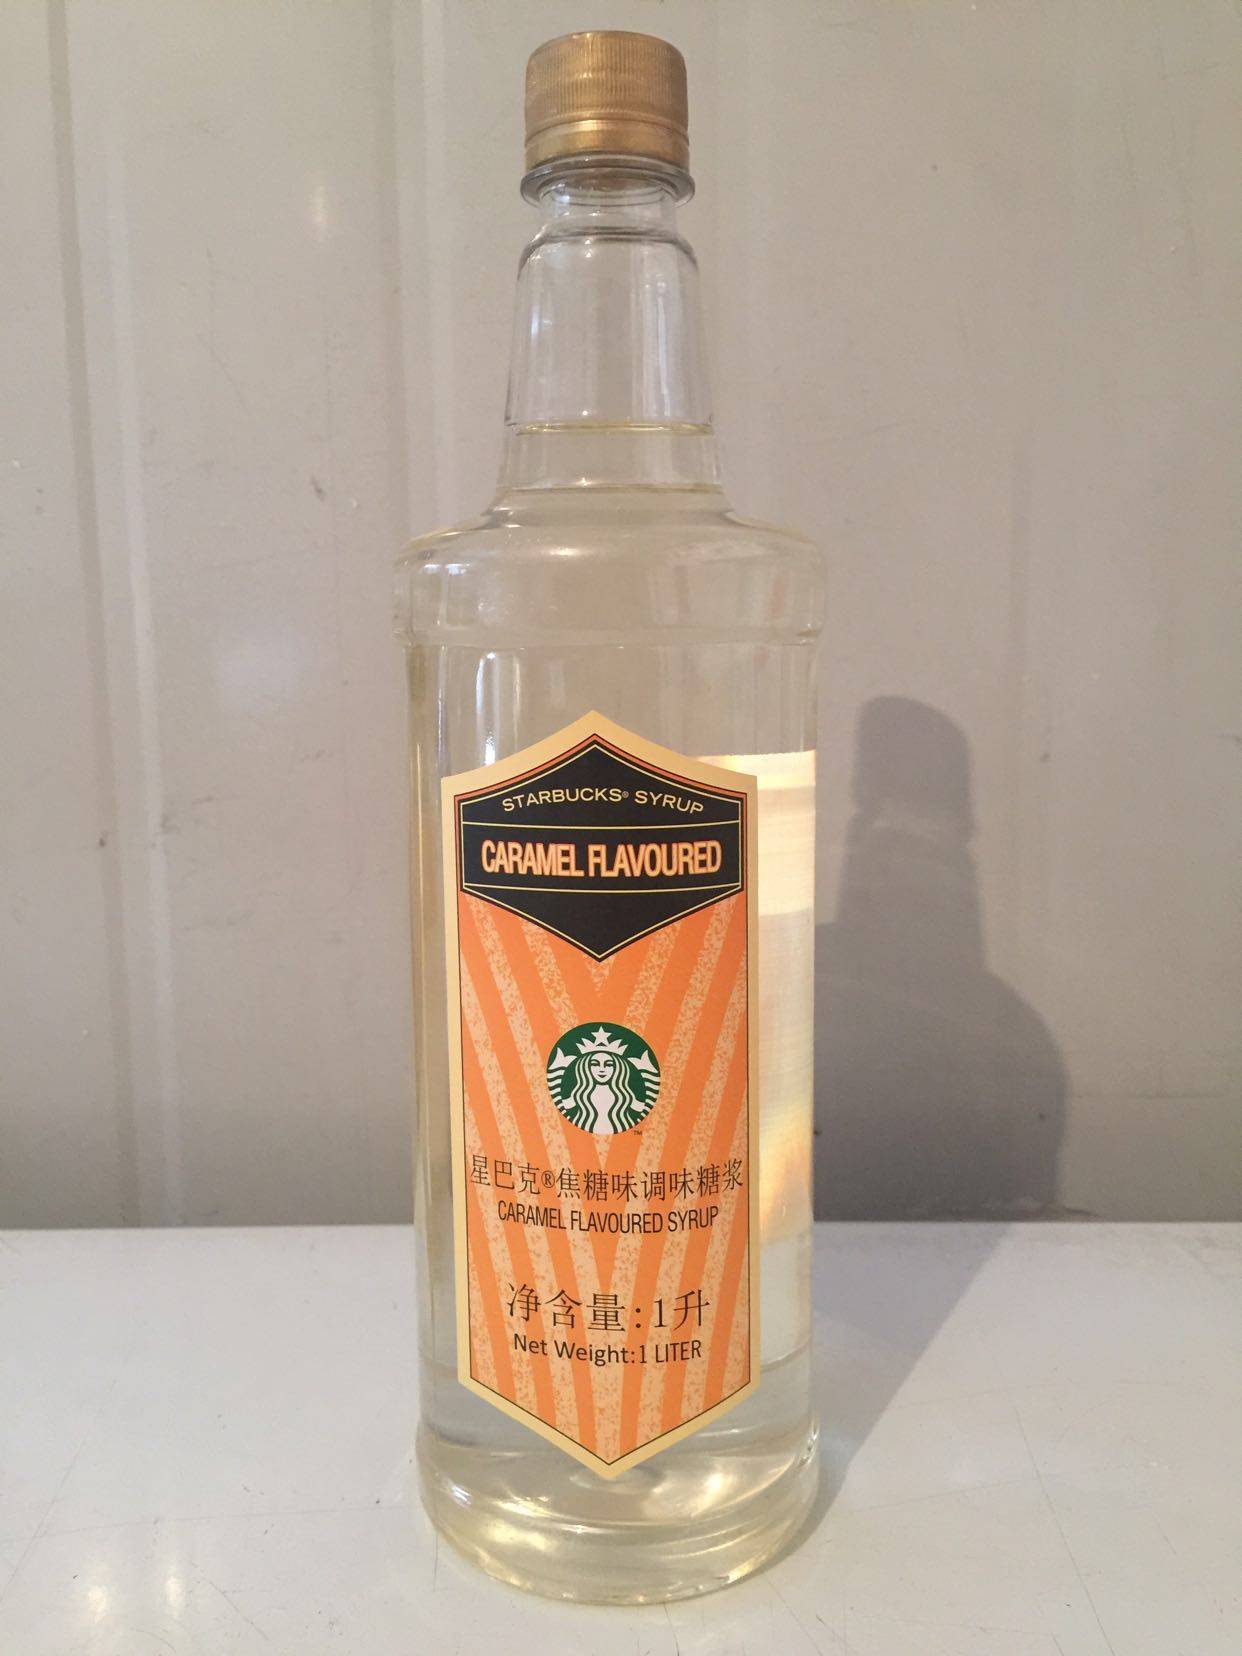 STARBUCKS® SYRUP
CARAMEL FLAVOURED
TM
星巴克®焦糖味调味糖浆
CARAMEL FLAVOURED SYRUP
净含量:1升
Net Weight:1 LITER